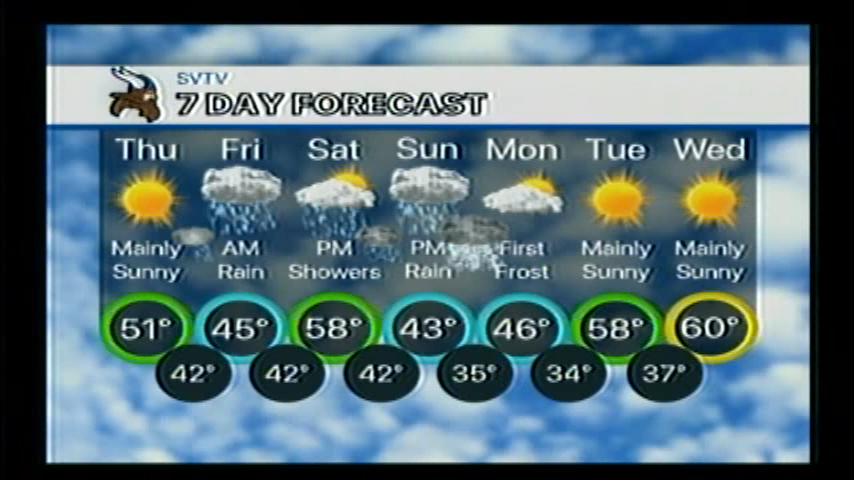 SVTV
7 DAY FORECAST
Thu Fri Sat Sun Mon Tue Wed
Mainly AM PM PM First Mainly Mainly
Sunny Rain Showers Rain Frost Sunny Sunny
51° 45° 58° 43° 46° 58° 60°
42° 42° 42° 35° 34° 37°